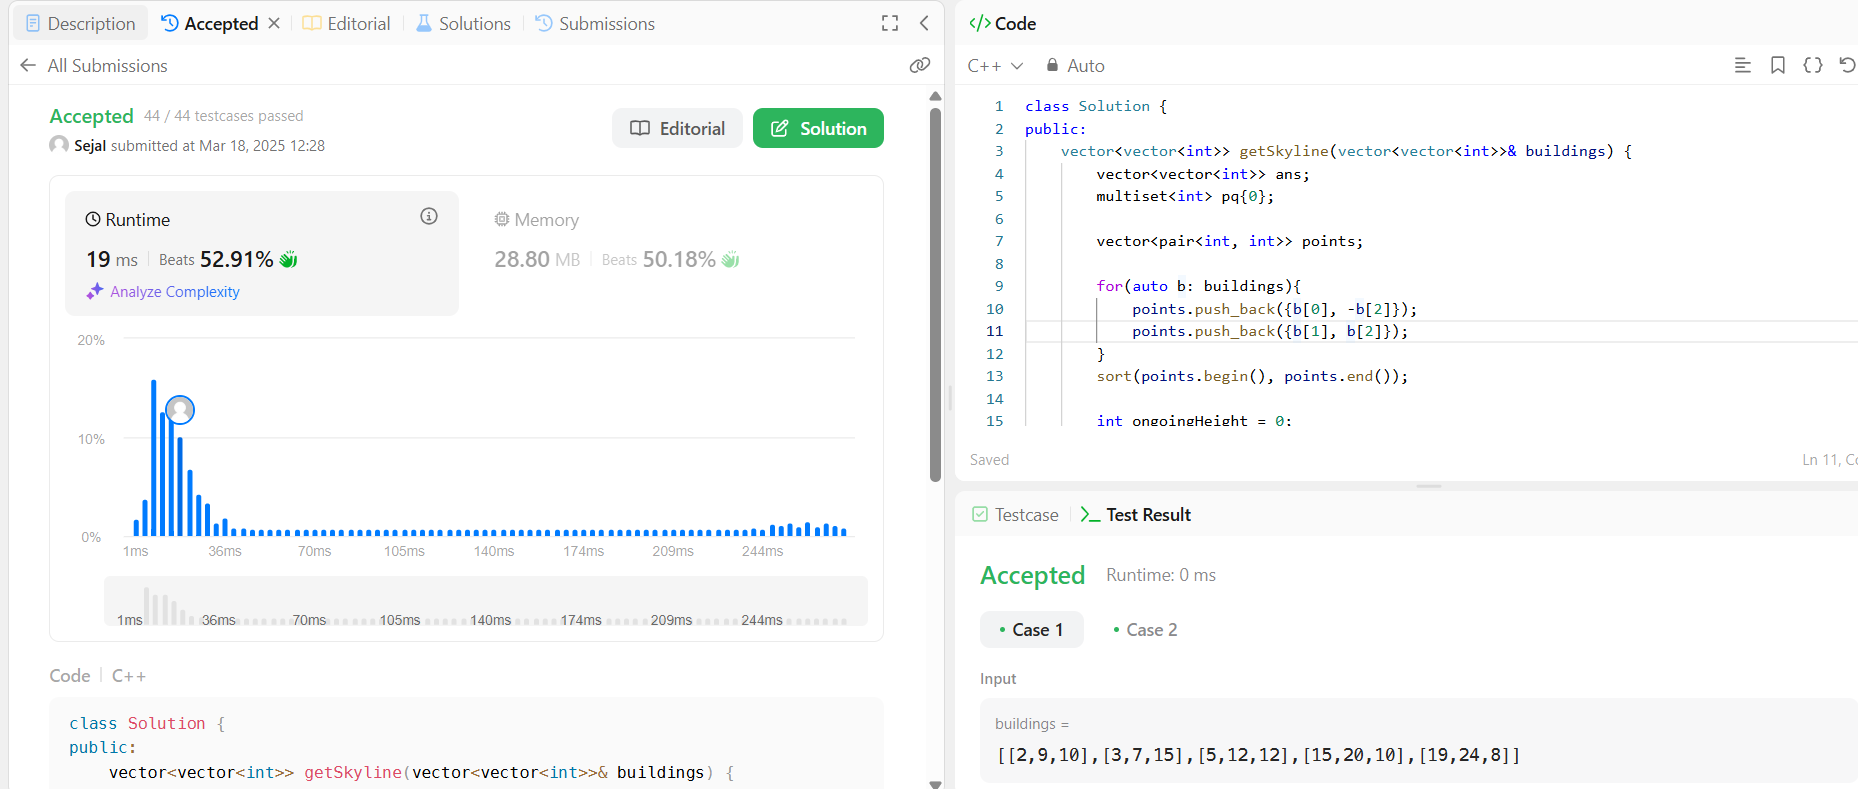 Description Accepted Editorial Solutions Submissions
All Submissions
Accepted 44 / 44 testcases passed
Sejal submitted at Mar 18, 2025 12:28
Editorial Solution
Runtime
19 ms Beats 52.91%
Analyze Complexity
Memory
28.80 MB Beats 50.18%
20%
10%
0%
1ms 36ms 70ms 105ms 140ms 174ms 209ms 244ms
1ms 36ms 70ms 105ms 140ms 174ms 209ms 244ms
Code C++
class Solution {
public:
    vector<vector<int>> getSkyline(vector<vector<int>>& buildings) {
</> Code
C++ Auto
1 class Solution {
2 public:
3     vector<vector<int>> getSkyline(vector<vector<int>>& buildings) {
4         vector<vector<int>> ans;
5         multiset<int> pq{0};
6
7         vector<pair<int, int>> points;
8
9         for(auto b: buildings){
10             points.push_back({b[0], -b[2]});
11             points.push_back({b[1], b[2]});
12         }
13         sort(points.begin(), points.end());
14
15         int ongoingHeight = 0;
Saved Ln 11, Co
Testcase Test Result
Accepted Runtime: 0 ms
Case 1 Case 2
Input
buildings =
[[2,9,10],[3,7,15],[5,12,12],[15,20,10],[19,24,8]]